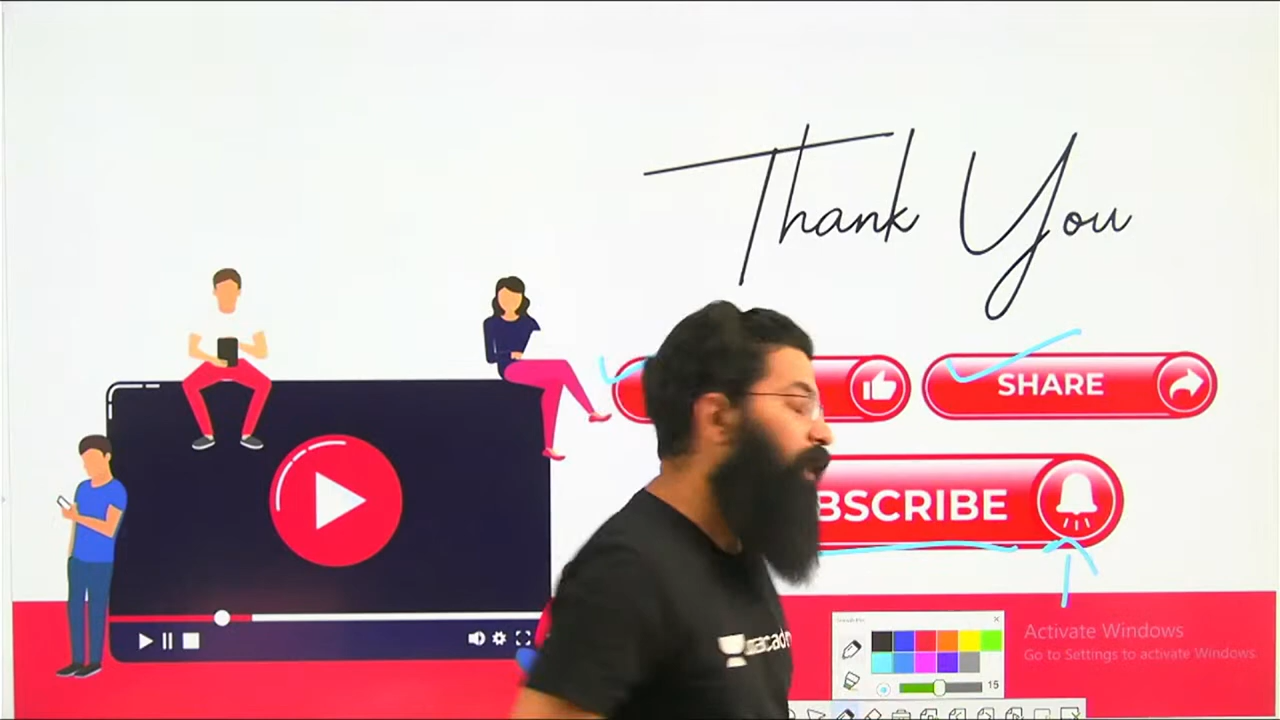 Thank You
SHARE
BSCRIBE
Activate Windows
Go to Settings to activate Windows.
15